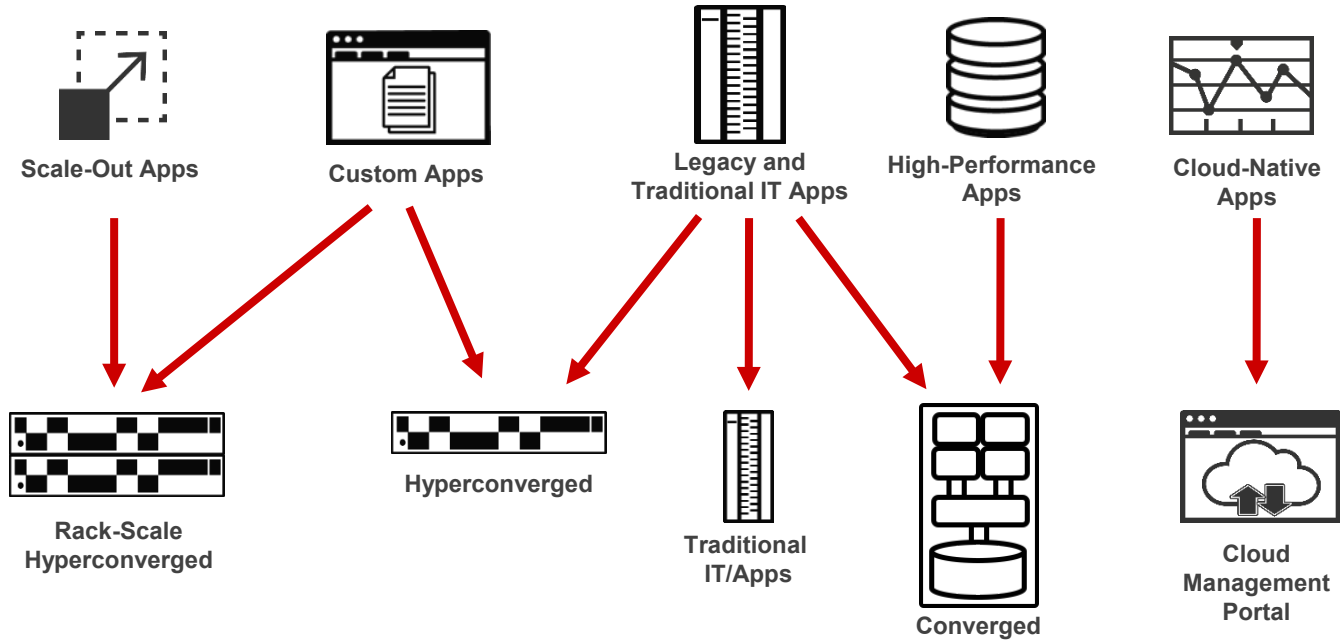 Scale-Out Apps
Custom Apps
Legacy and
Traditional IT Apps
High-Performance
Apps
Cloud-Native
Apps
Rack-Scale
Hyperconverged
Hyperconverged
Traditional
IT/Apps
Converged
Cloud
Management
Portal